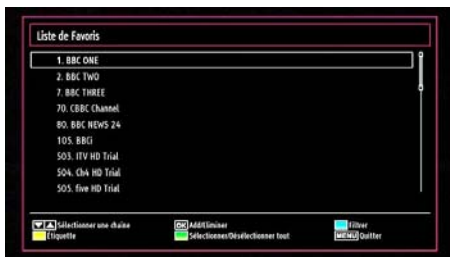 Liste de Favoris
1. BBC ONE
2. BBC TWO
7. BBC THREE
70. CBBC Channel
80. BBC NEWS 24
105. BBCi
503. ITV HD Trial
504. Ch4 HD Trial
505. five HD Trial
Sélectionner une chaîne
OK Add/Eliminer
Filtrer
Etiquette
Sélectionner/Désélectionner tout
MENU Quitter